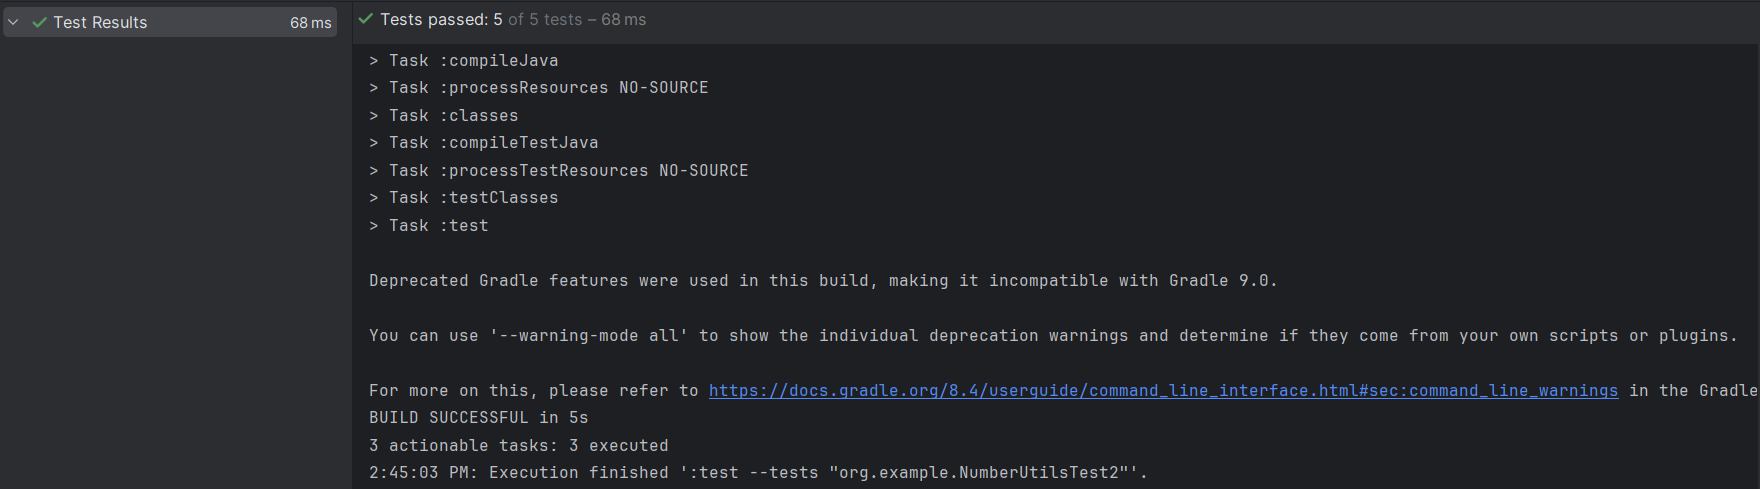 Test Results 68 ms
Tests passed: 5 of 5 tests – 68 ms
> Task :compileJava
> Task :processResources NO-SOURCE
> Task :classes
> Task :compileTestJava
> Task :processTestResources NO-SOURCE
> Task :testClasses
> Task :test
Deprecated Gradle features were used in this build, making it incompatible with Gradle 9.0.
You can use '--warning-mode all' to show the individual deprecation warnings and determine if they come from your own scripts or plugins.
For more on this, please refer to https://docs.gradle.org/8.4/userguide/command_line_interface.html#sec:command_line_warnings in the Gradle
BUILD SUCCESSFUL in 5s
3 actionable tasks: 3 executed
2:45:03 PM: Execution finished ':test --tests "org.example.NumberUtilsTest2"'.